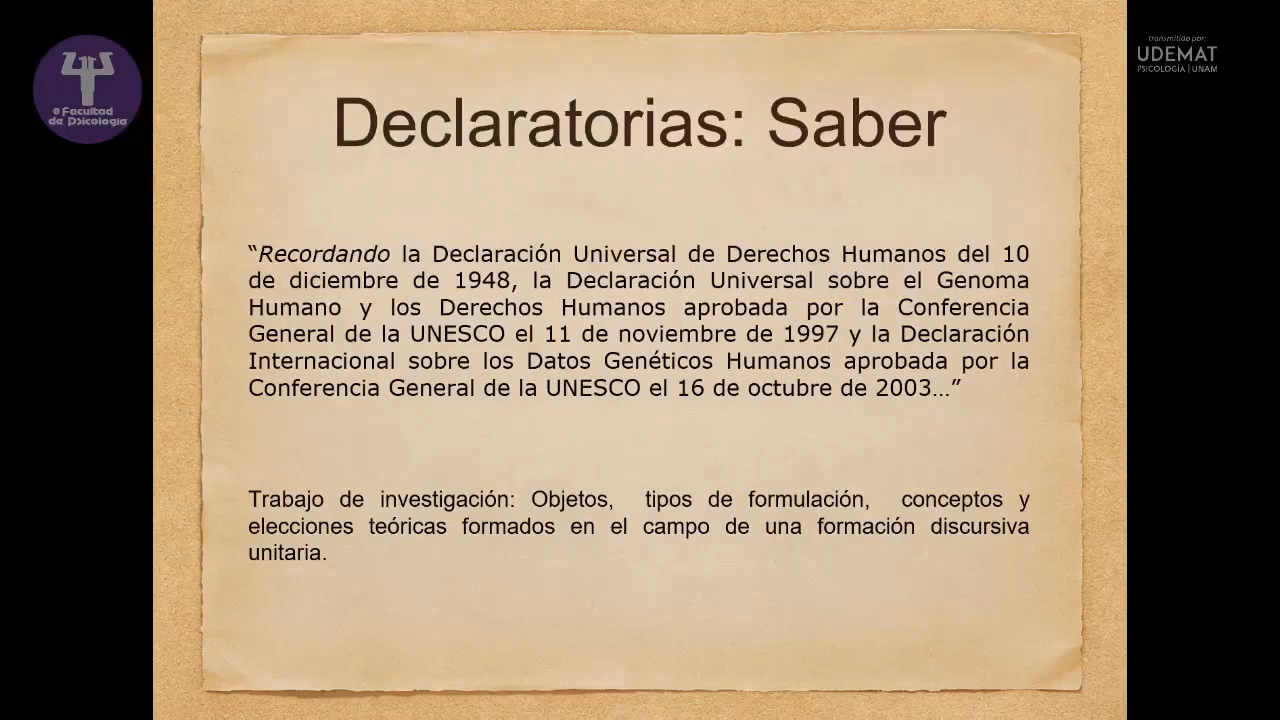 © Facultad
de Psicología
transmitido por:
UDEMAT
PSICOLOGÍA | UNAM
Declaratorias: Saber
“Recordando la Declaración Universal de Derechos Humanos del 10
de diciembre de 1948, la Declaración Universal sobre el Genoma
Humano y los Derechos Humanos aprobada por la Conferencia
General de la UNESCO el 11 de noviembre de 1997 y la Declaración
Internacional sobre los Datos Genéticos Humanos aprobada por la
Conferencia General de la UNESCO el 16 de octubre de 2003…”
Trabajo de investigación: Objetos, tipos de formulación, conceptos y
elecciones teóricas formados en el campo de una formación discursiva
unitaria.